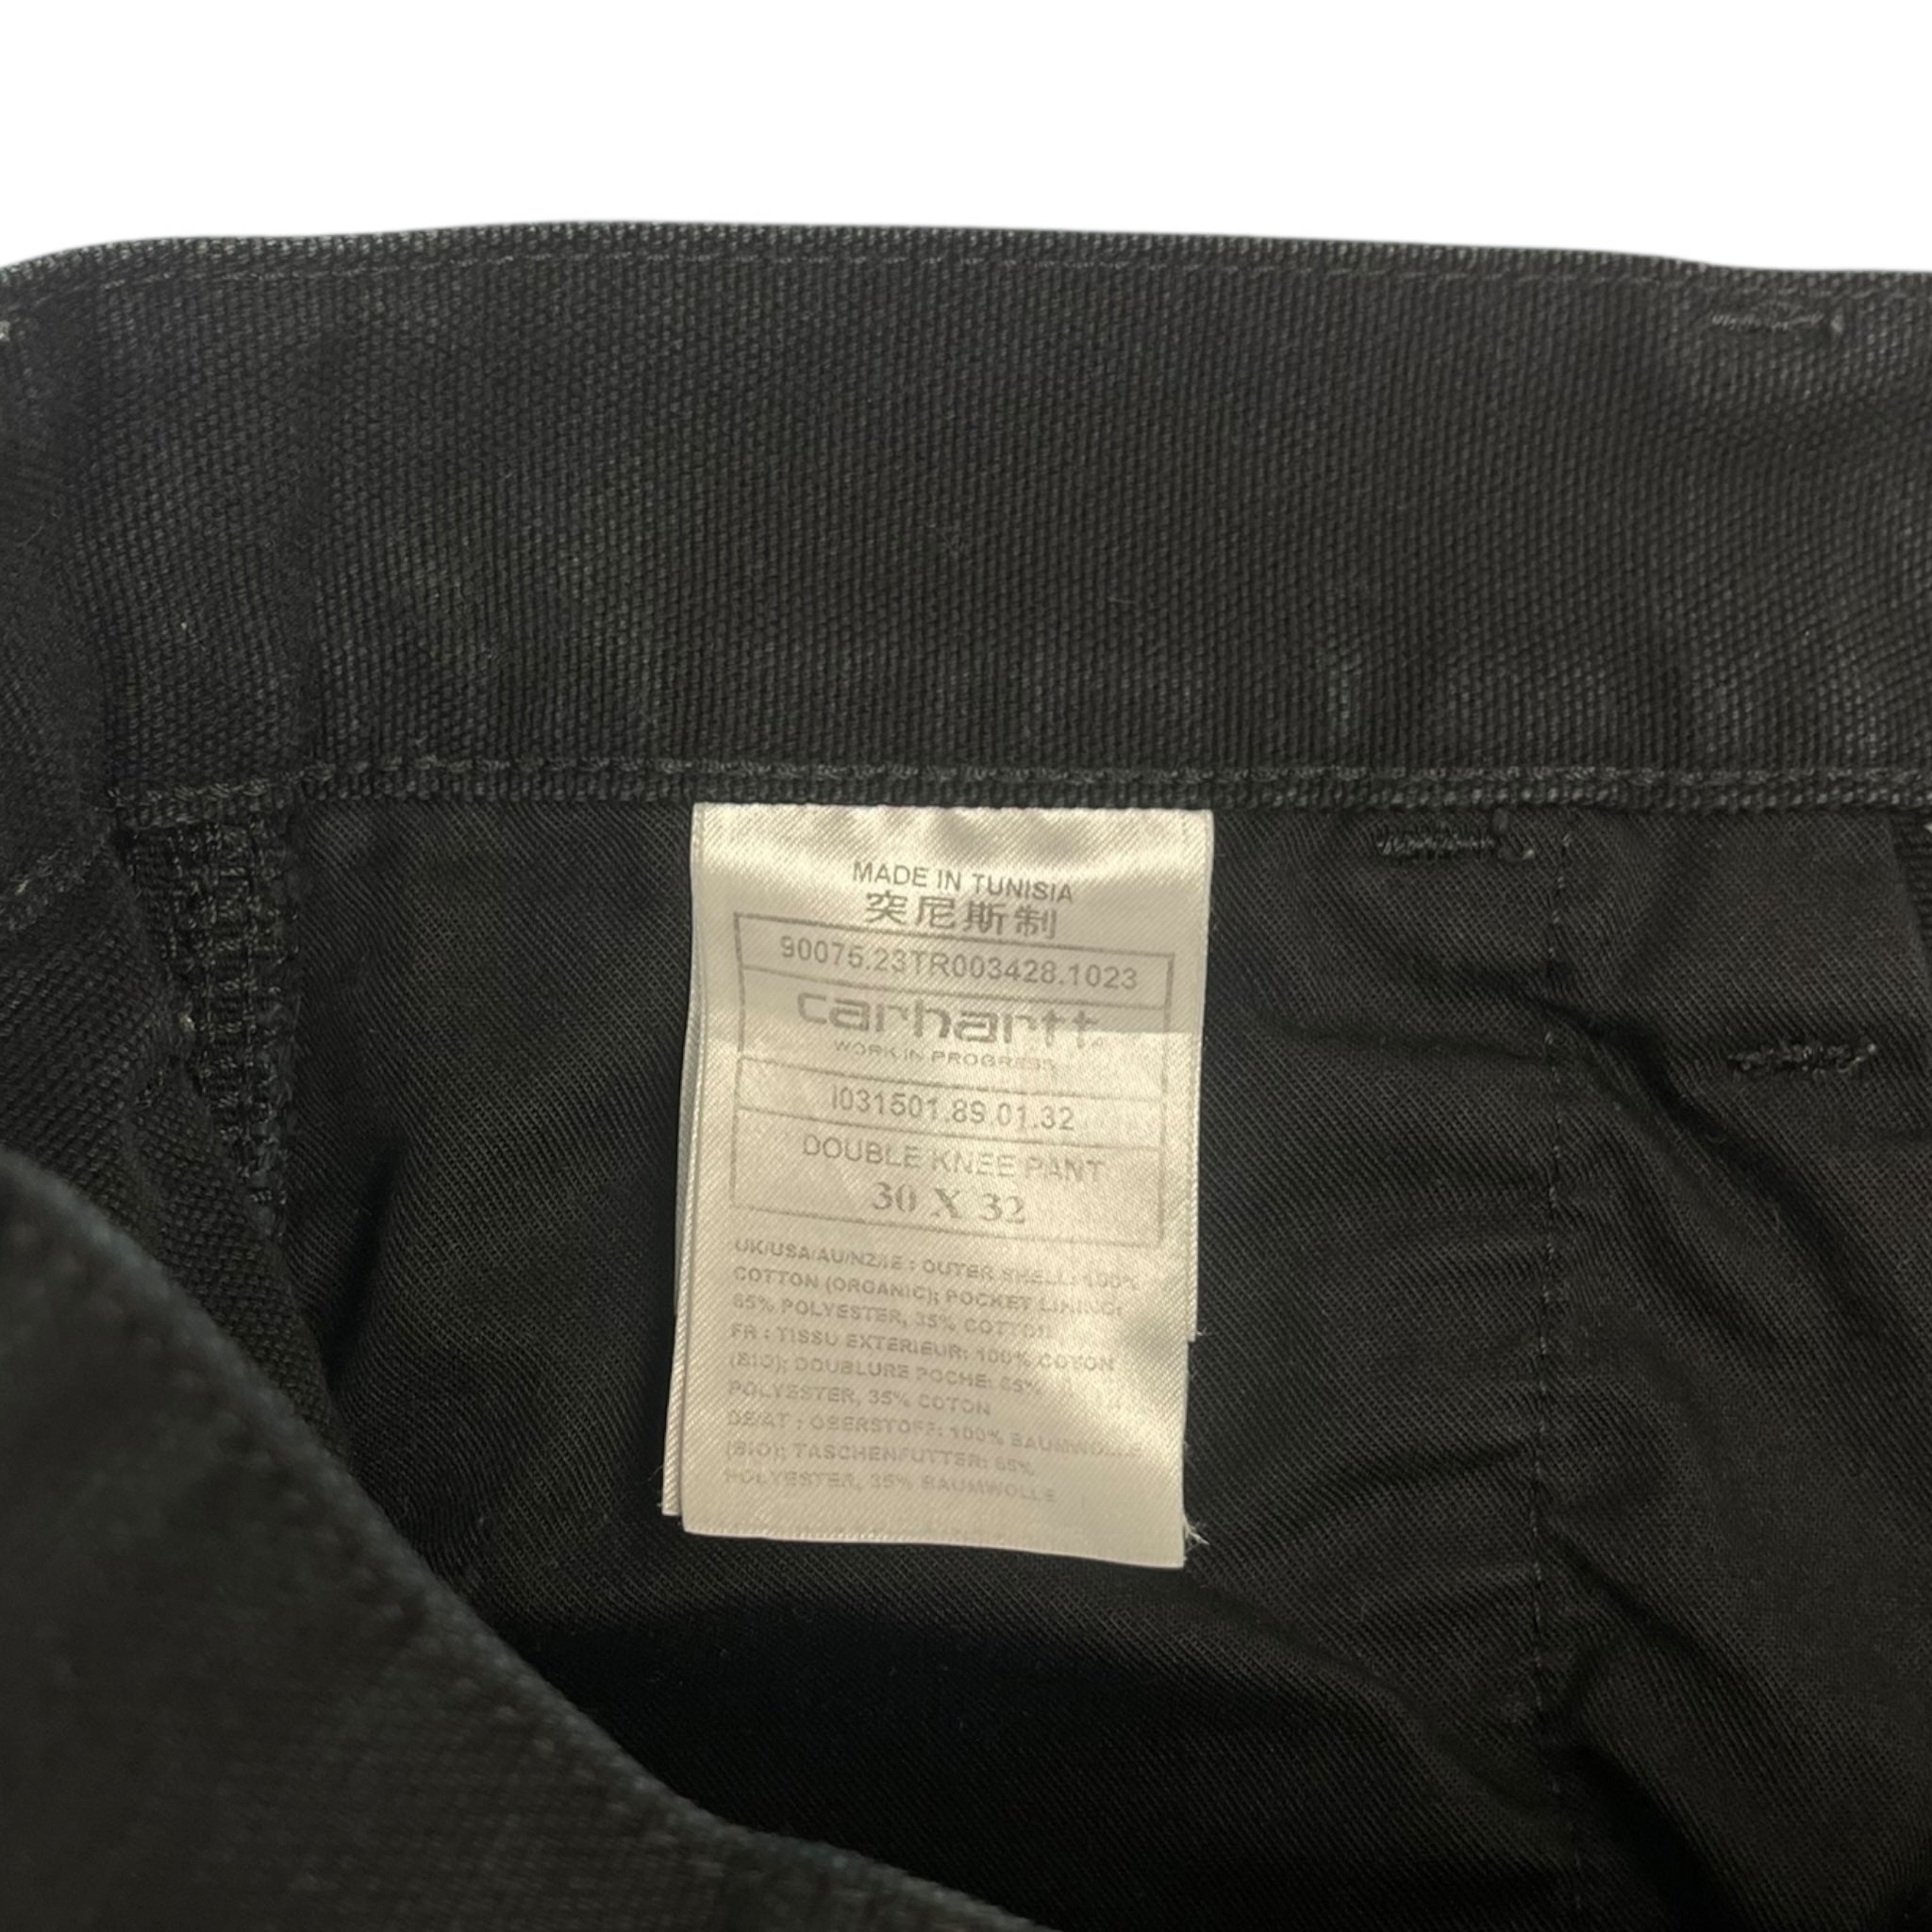 MADE IN TUNISIA
突尼斯制
90075.23TR003428.1023
carhartt
WORK IN PROGRESS
I031501.89.01.32
DOUBLE KNEE PANT
30 X 32
UK/USA/AU/NZ/IE : OUTER SHELL: 100%
COTTON (ORGANIC); POCKET LINING:
65% POLYESTER, 35% COTTON
FR : TISSU EXTERIEUR: 100% COTON
(BIO); DOUBLURE POCHE: 65%
POLYESTER, 35% COTON
DE/AT : OBERSTOFF: 100% BAUMWOLLE
(BIO); TASCHENFUTTER: 65%
POLYESTER, 35% BAUMWOLLE